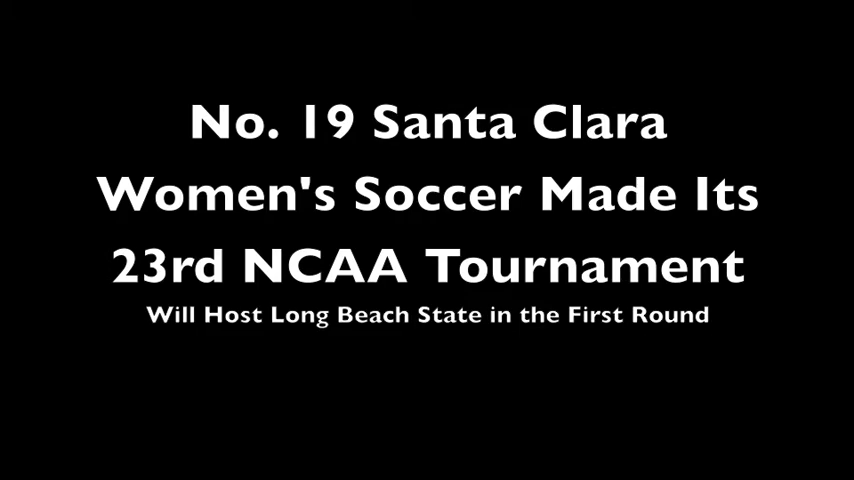 No. 19 Santa Clara
Women's Soccer Made Its
23rd NCAA Tournament
Will Host Long Beach State in the First Round